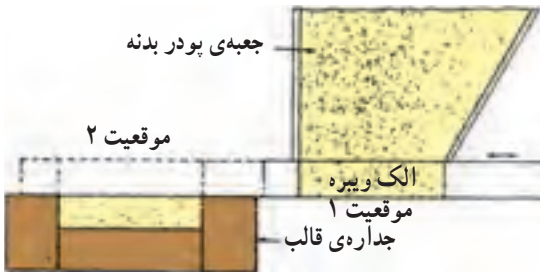 جعبه‌ی پودر بدنه
موقعیت ۲
الک ویبره
موقعیت ۱
جداره‌ی قالب